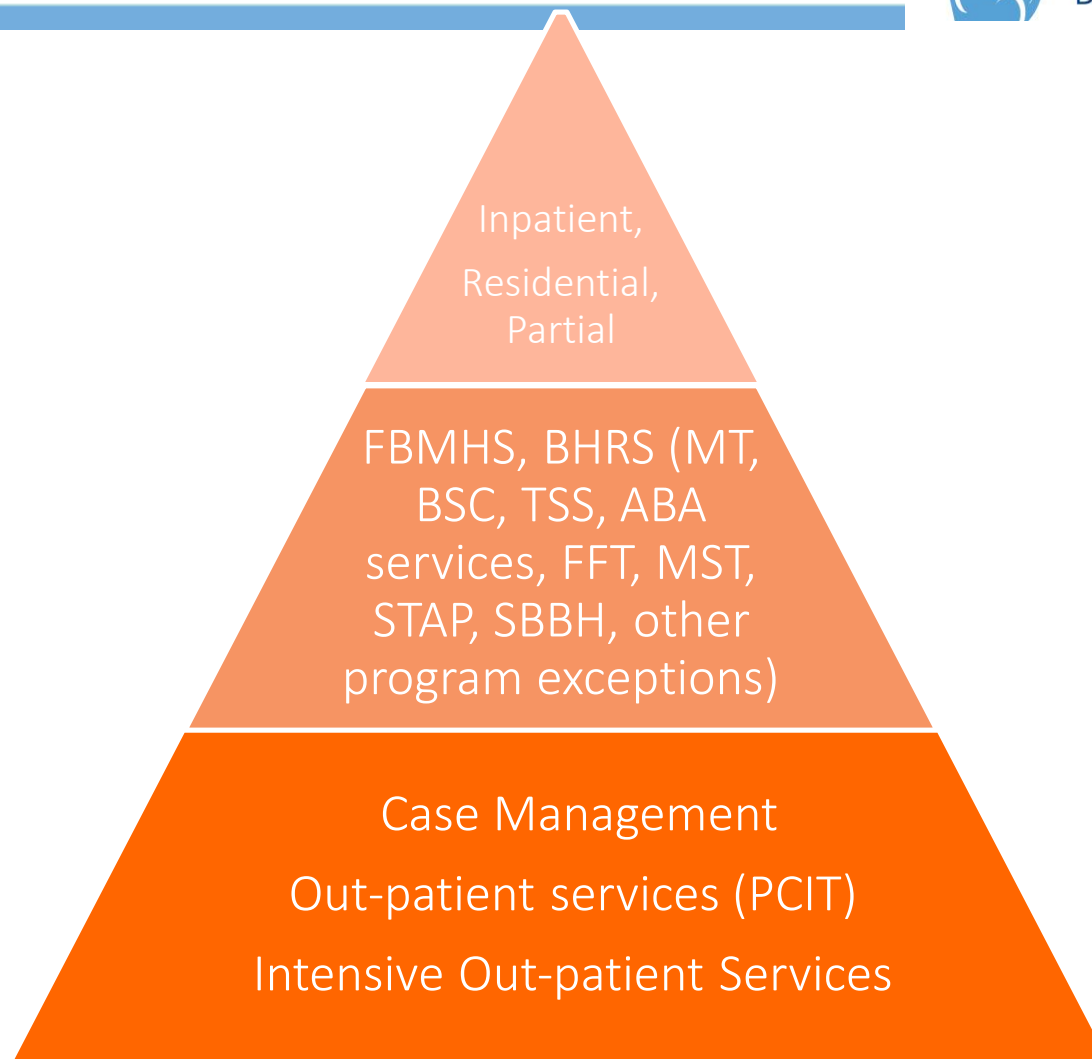 Inpatient,
Residential,
Partial
FBMHS, BHRS (MT,
BSC, TSS, ABA
services, FFT, MST,
STAP, SBBH, other
program exceptions)
Case Management
Out-patient services (PCIT)
Intensive Out-patient Services